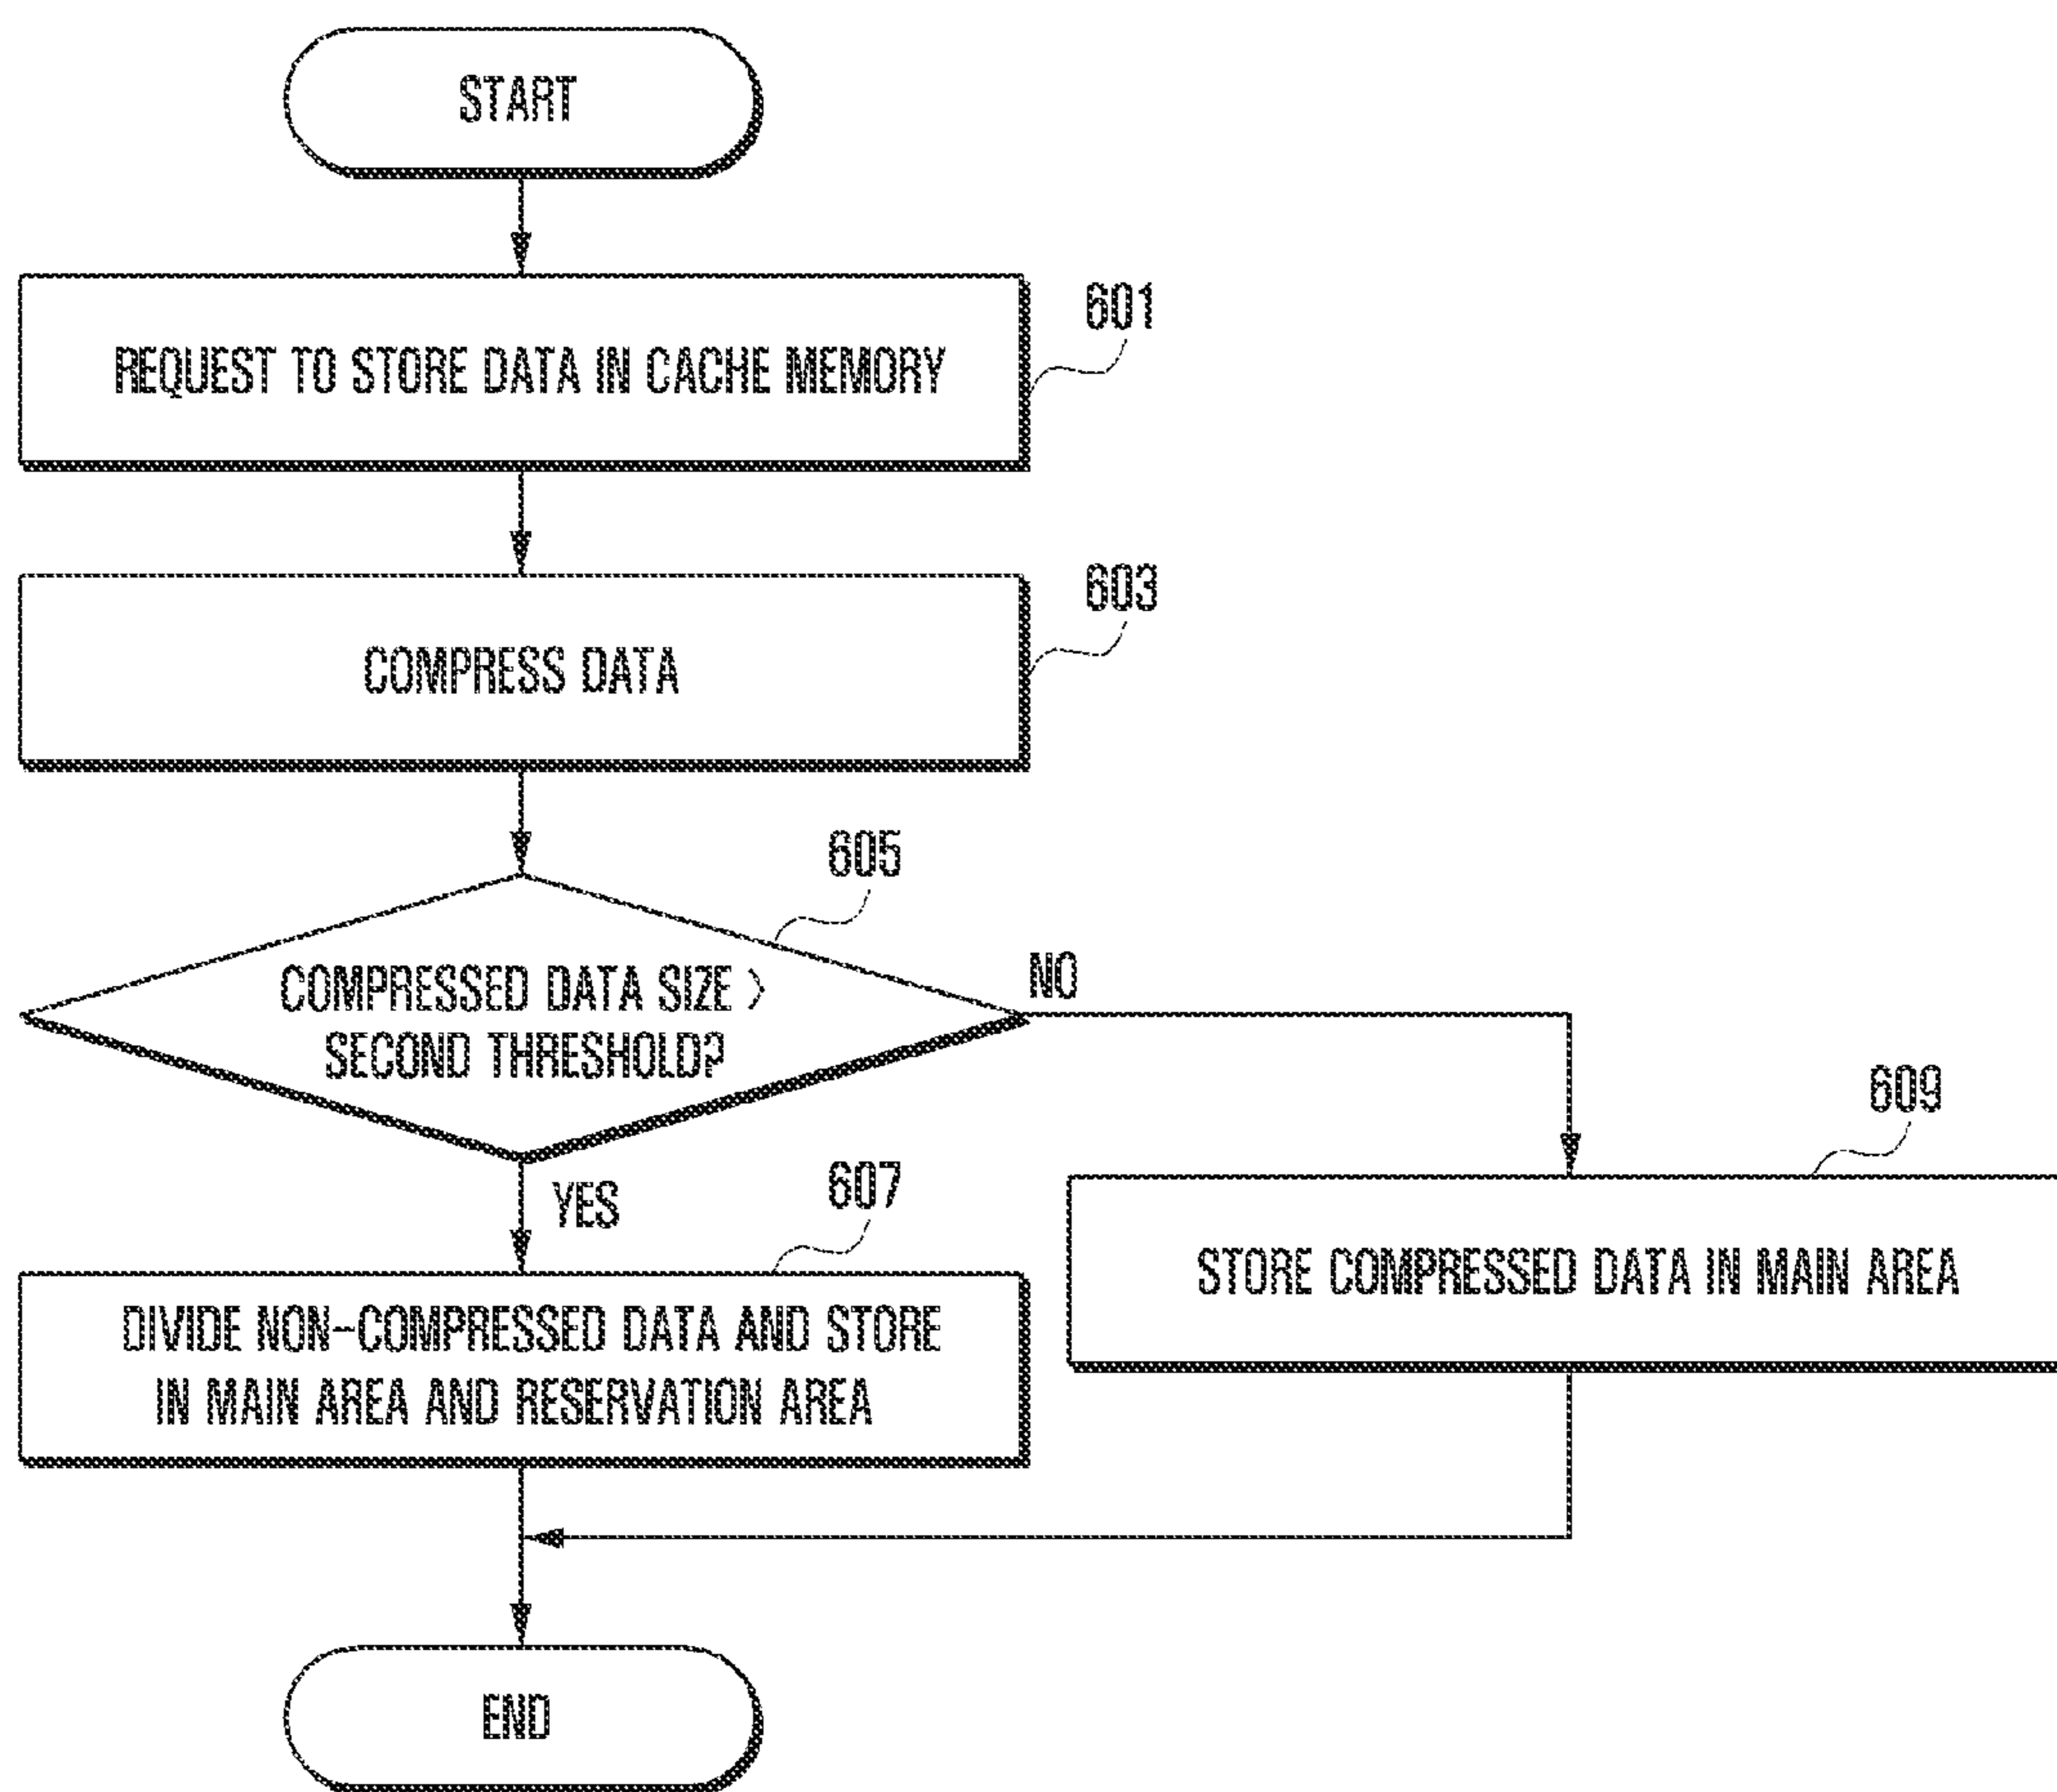 START
601
REQUEST TO STORE DATA IN CACHE MEMORY
603
COMPRESS DATA
605
COMPRESSED DATA SIZE >
SECOND THRESHOLD?
NO
YES
607
DIVIDE NON-COMPRESSED DATA AND STORE
IN MAIN AREA AND RESERVATION AREA
609
STORE COMPRESSED DATA IN MAIN AREA
END